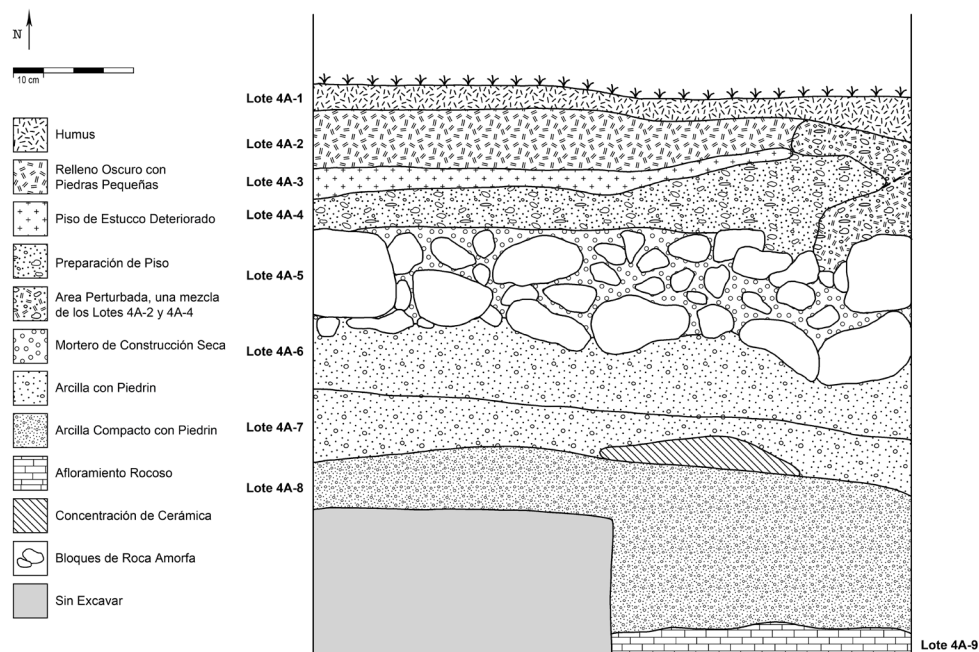 N
10 cm
Humus
Relleno Oscuro con
Piedras Pequeñas
Piso de Estucco Deteriorado
Preparación de Piso
Area Perturbada, una mezcla
de los Lotes 4A-2 y 4A-4
Mortero de Construcción Seca
Arcilla con Piedrin
Arcilla Compacto con Piedrin
Afloramiento Rocoso
Concentración de Cerámica
Bloques de Roca Amorfa
Sin Excavar
Lote 4A-1
Lote 4A-2
Lote 4A-3
Lote 4A-4
Lote 4A-5
Lote 4A-6
Lote 4A-7
Lote 4A-8
Lote 4A-9